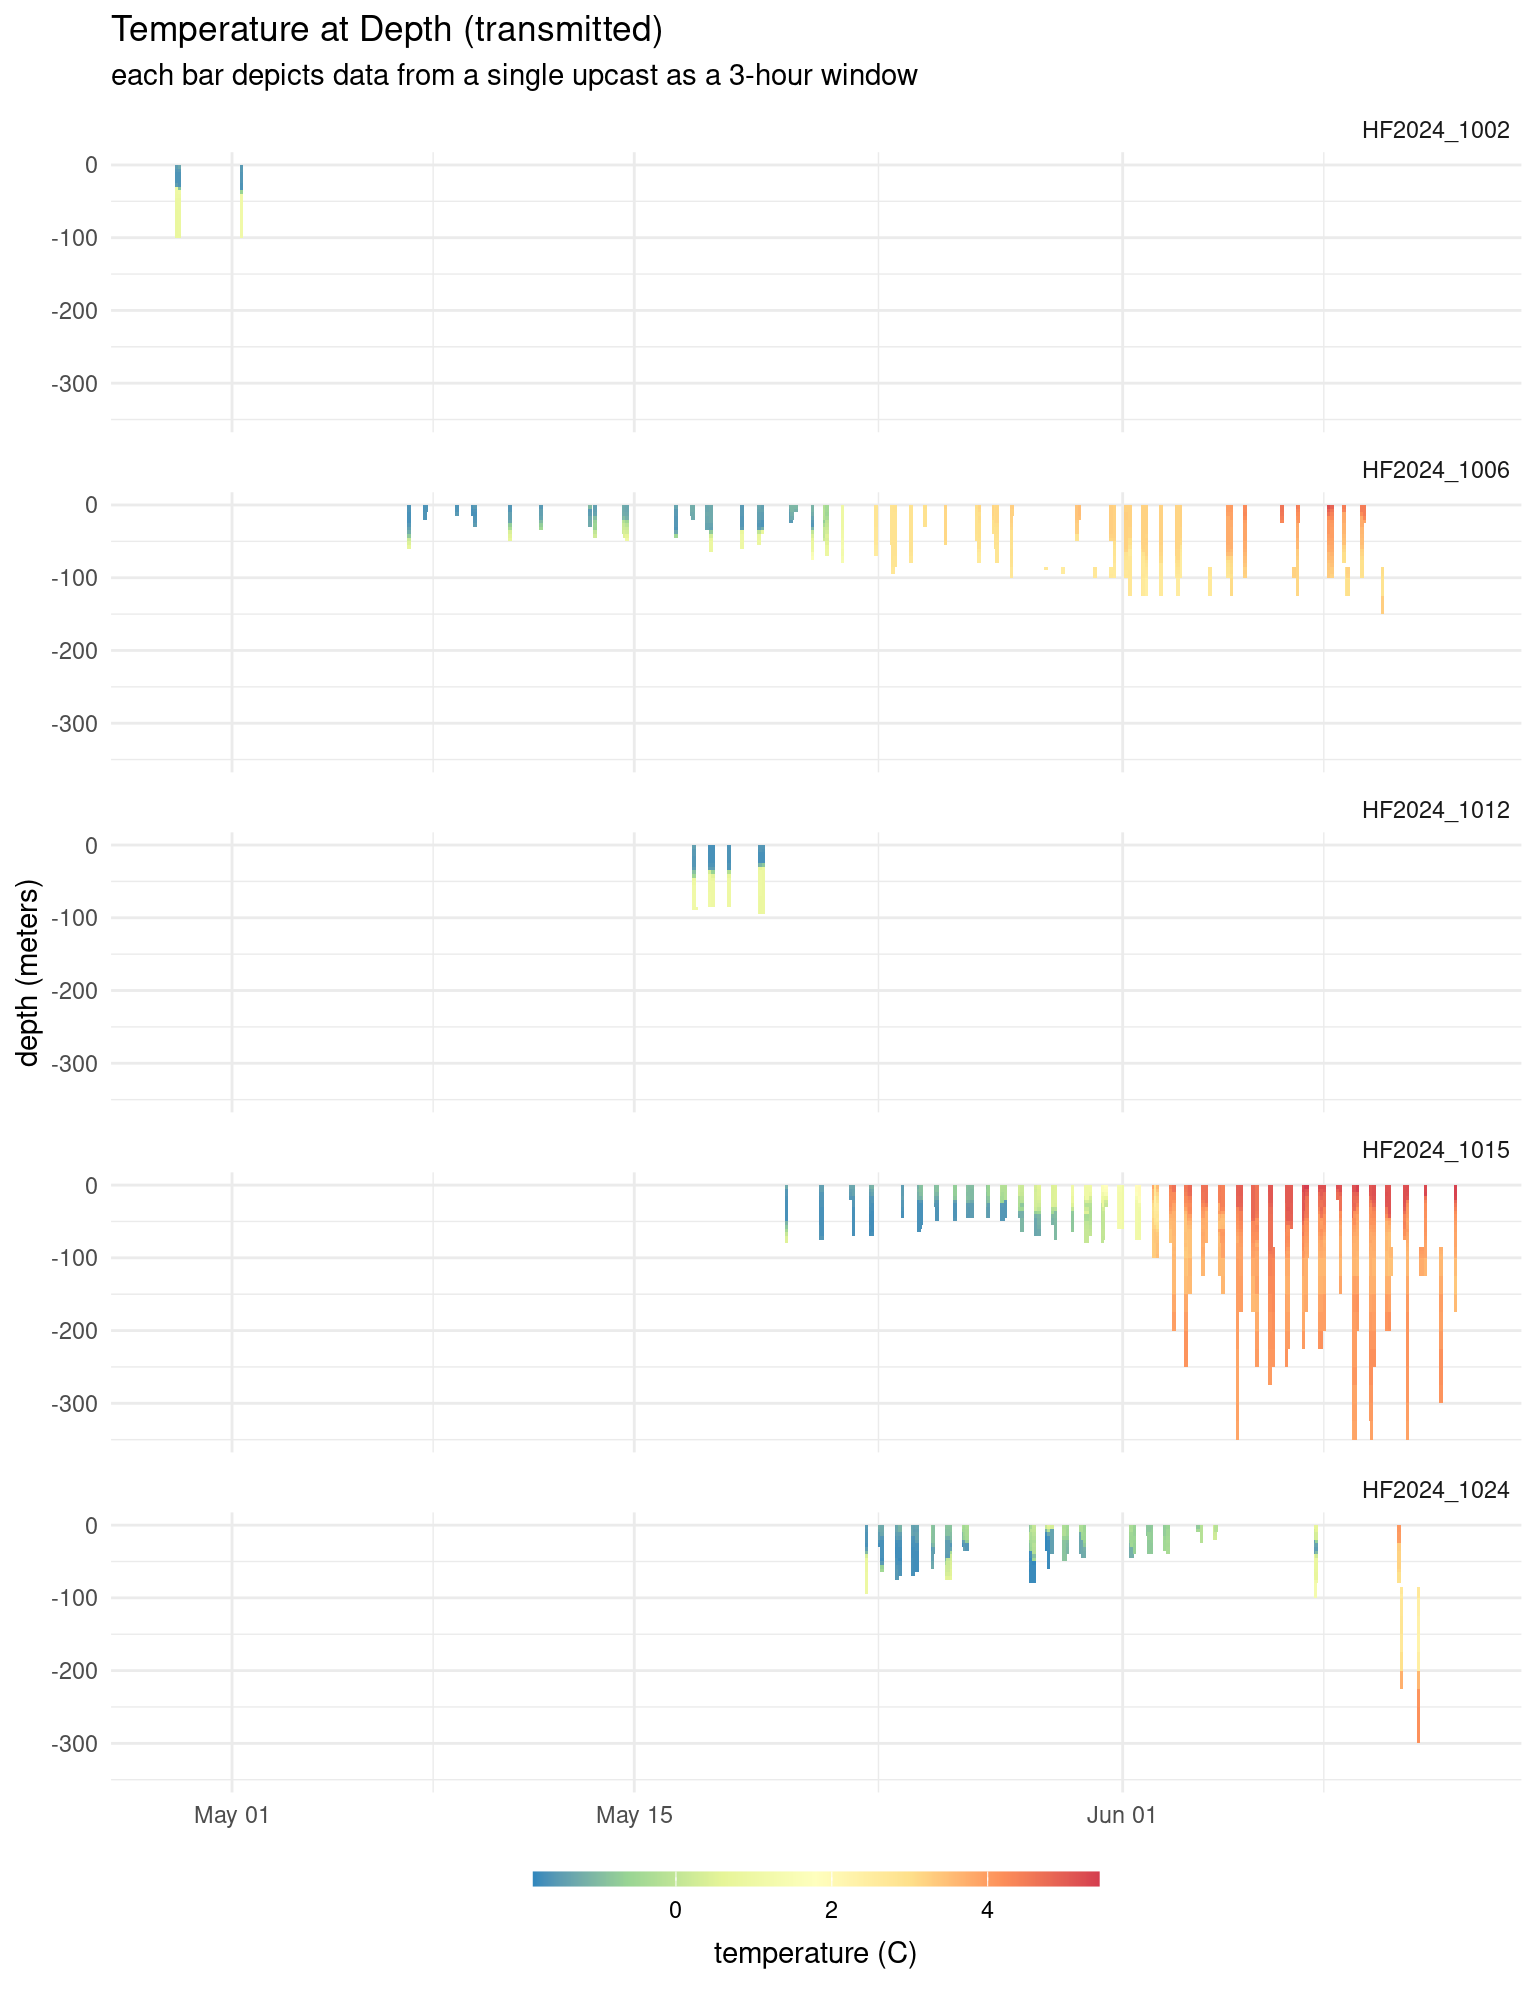 Temperature at Depth (transmitted)
each bar depicts data from a single upcast as a 3-hour window
HF2024_1002
0
-100
-200
-300
HF2024_1006
0
-100
-200
-300
HF2024_1012
0
-100
-200
-300
depth (meters)
HF2024_1015
0
-100
-200
-300
HF2024_1024
0
-100
-200
-300
May 01 May 15 Jun 01
0 2 4
temperature (C)